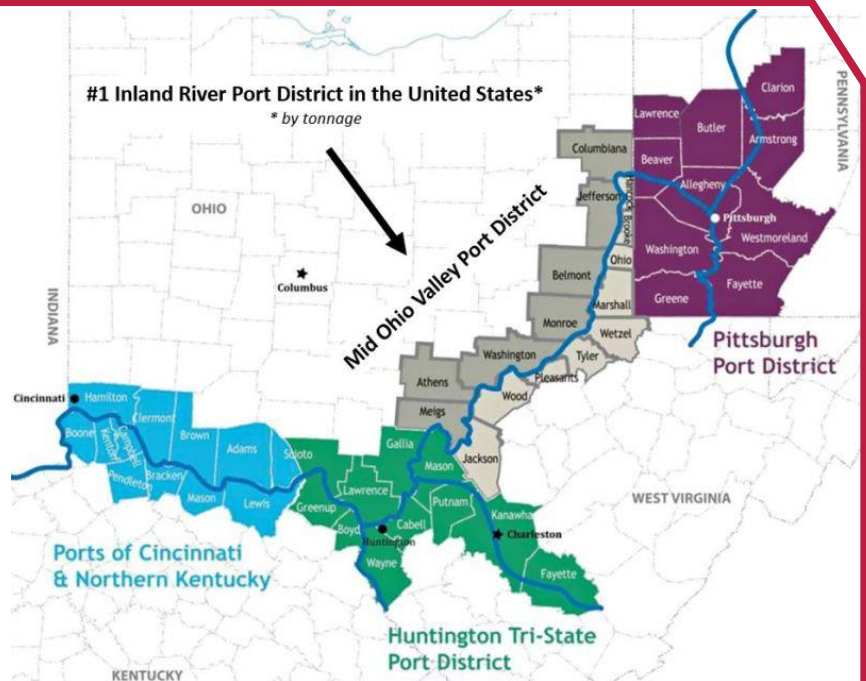 #1 Inland River Port District in the United States*
* by tonnage
PENNSYLVANIA
Clarion
Lawrence
Butler
Armstrong
Columbiana
Beaver
Allegheny
Jefferson
Hancock
Brooke
Pittsburgh
OHIO
Westmoreland
Washington
Mid Ohio Valley Port District
Ohio
Belmont
Columbus
Fayette
Greene
Marshall
INDIANA
Monroe
Wetzel
Pittsburgh
Port District
Washington
Tyler
Pleasants
Athens
Wood
Cincinnati
Hamilton
Meigs
Clermont
Boone
Kenton
Campbell
Brown
Adams
Scioto
Gallia
Jackson
Mason
Pendleton
Bracken
Mason
Lewis
Lawrence
Putnam
WEST VIRGINIA
Greenup
Kanawha
Boyd
Cabell
Huntington
Charleston
Ports of Cincinnati
& Northern Kentucky
Wayne
Fayette
Huntington Tri-State
Port District
KENTUCKY